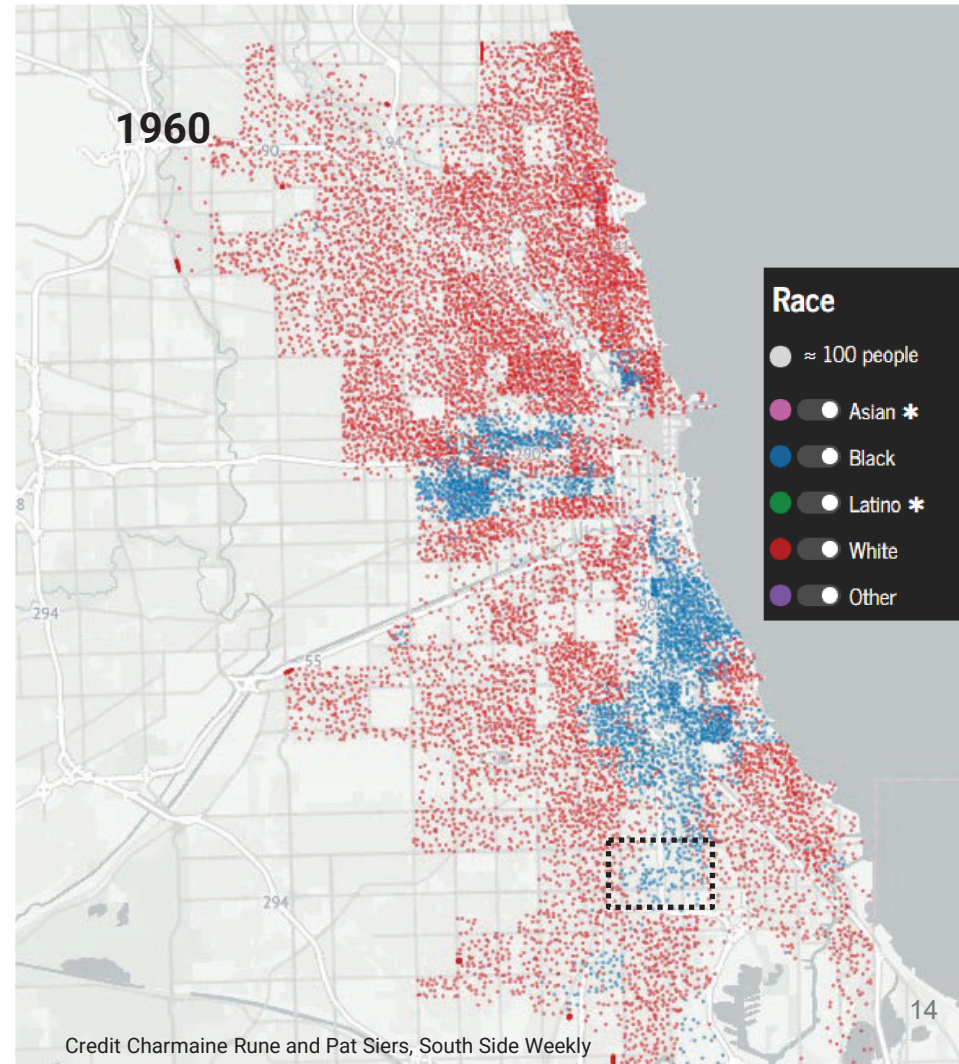 1960
90
94
Race
≈ 100 people
Asian *
Black
290
Latino *
8
White
90
Other
294
55
294
14
Credit Charmaine Rune and Pat Siers, South Side Weekly